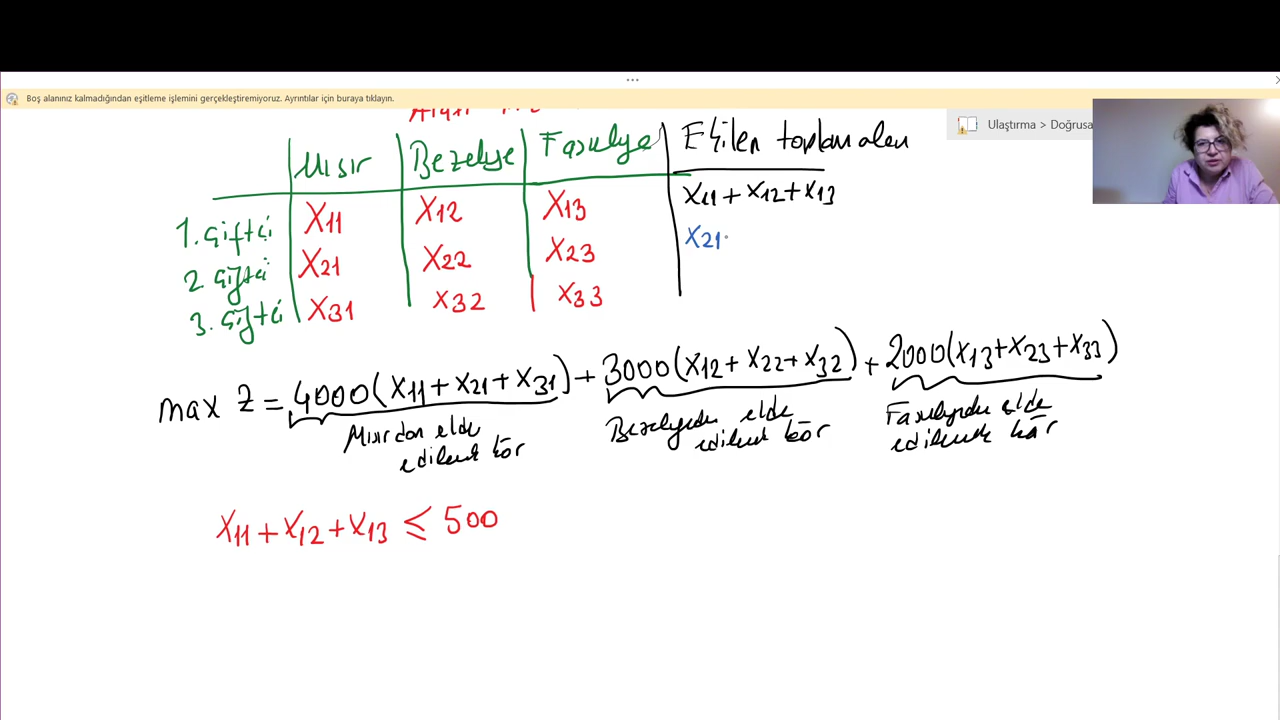 ...
Boş alanınız kalmadığından eşitleme işlemini gerçekleştiremiyoruz. Ayrıntılar için buraya tıklayın.
Ulaştırma > Doğrusa
Mısır Bezelye Fasulye Ekilen toplam alan
1. Çiftçi X11 X12 X13 X11 + X12 + X13
2. Çiftçi X21 X22 X23 X21
3. Çiftçi X31 X32 X33
max Z = 4000(X11 + X21 + X31) + 3000(X12 + X22 + X32) + 2000(X13 + X23 + X33)
Mısırdan elde edilecek kâr
Bezelyeden elde edilecek kâr
Fasulyeden elde edilecek kâr
X11 + X12 + X13 ≤ 500